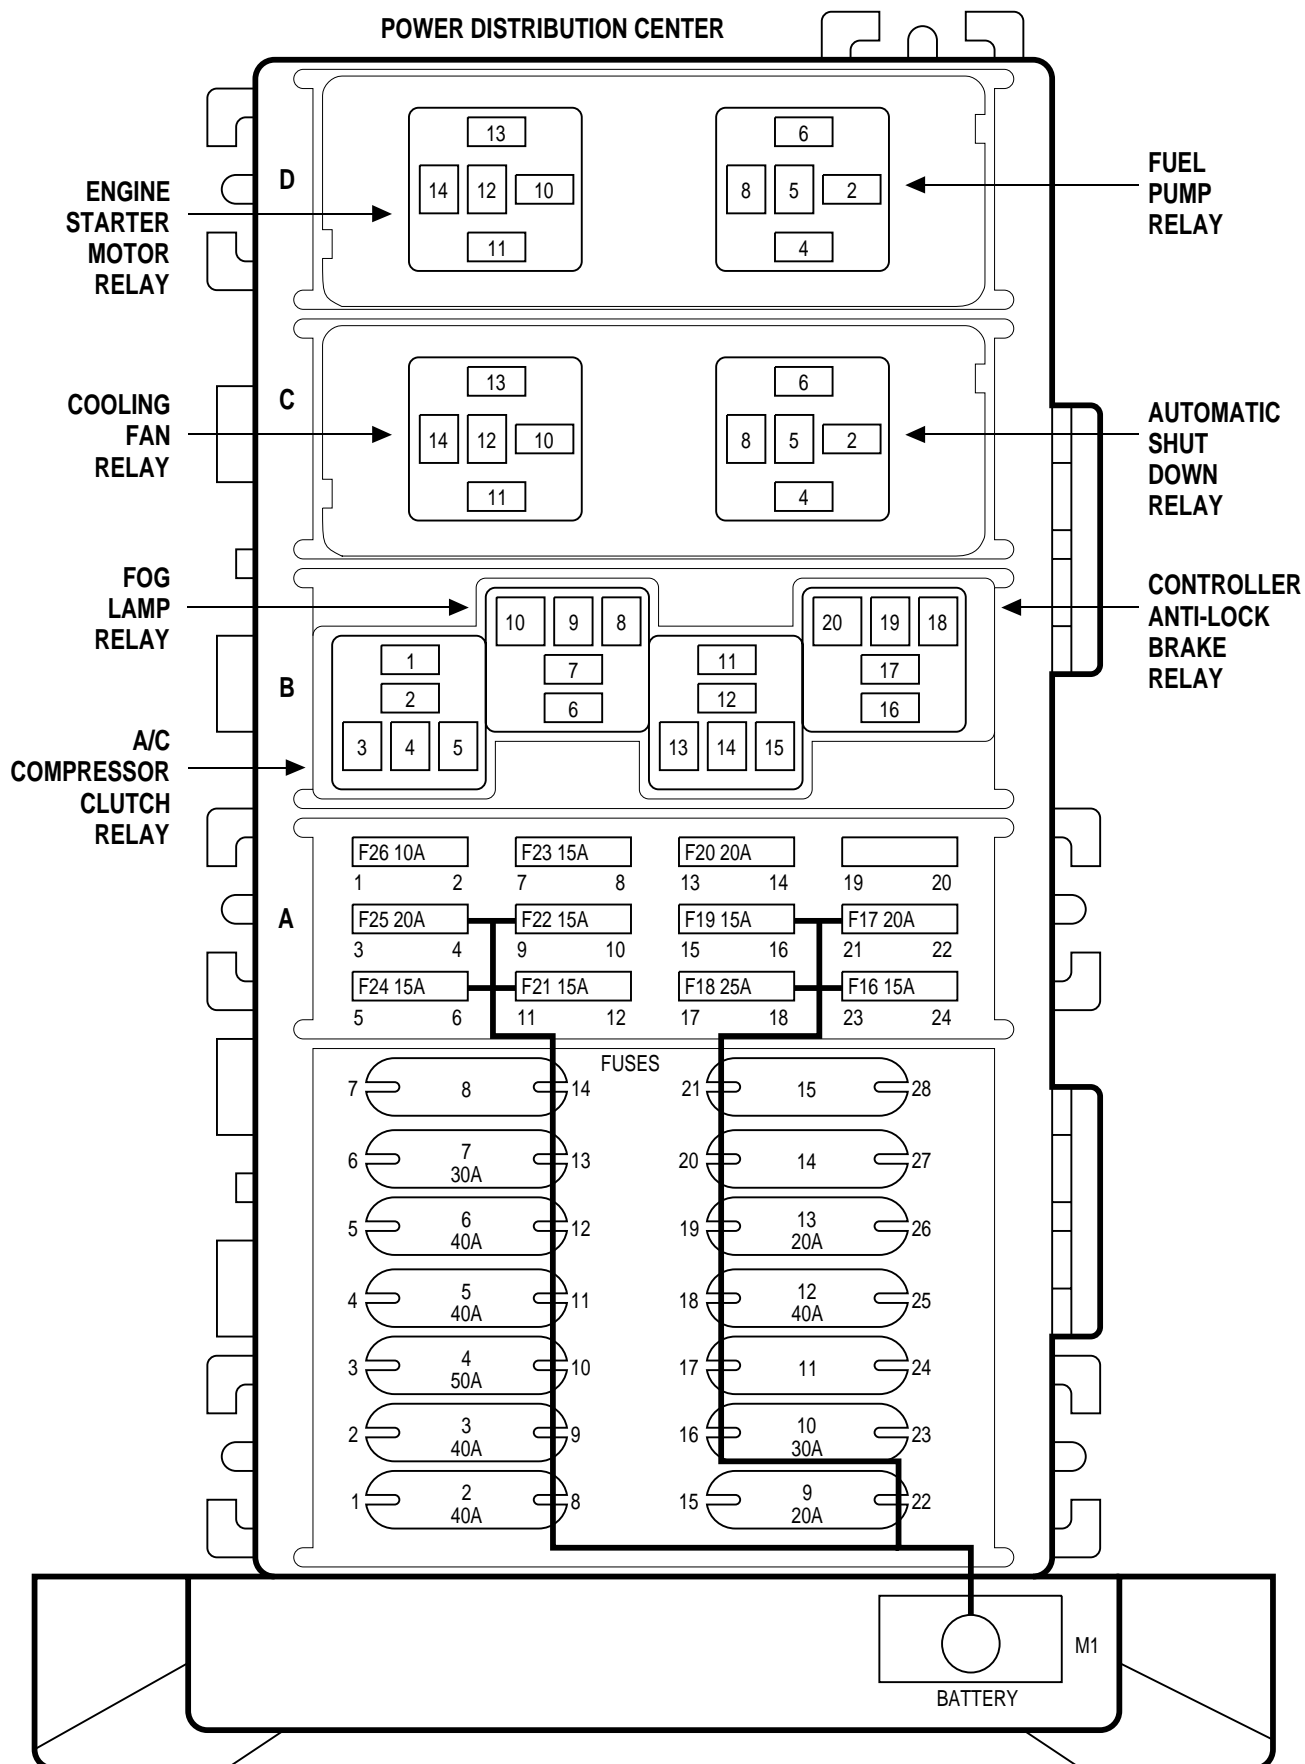 POWER DISTRIBUTION CENTER
13
6
D
14 12 10
8 5 2
11
4
ENGINE
STARTER
MOTOR
RELAY
FUEL
PUMP
RELAY
13
6
C
14 12 10
8 5 2
11
4
COOLING
FAN
RELAY
AUTOMATIC
SHUT
DOWN
RELAY
FOG
LAMP
RELAY
CONTROLLER
ANTI-LOCK
BRAKE
RELAY
10 9 8
7
6
20 19 18
17
16
B
1
2
3 4 5
11
12
13 14 15
A/C
COMPRESSOR
CLUTCH
RELAY
A
F26 10A F23 15A F20 20A
1 2 7 8 13 14 19 20
F25 20A F22 15A F19 15A F17 20A
3 4 9 10 15 16 21 22
F24 15A F21 15A F18 25A F16 15A
5 6 11 12 17 18 23 24
FUSES
7 8 14 21 15 28
6 7 13 20 14 27
30A
5 6 12 19 13 26
40A 20A
4 5 11 18 12 25
40A 40A
3 4 10 17 11 24
50A
2 3 9 16 10 23
40A 30A
1 2 8 15 9 22
40A 20A
M1
BATTERY